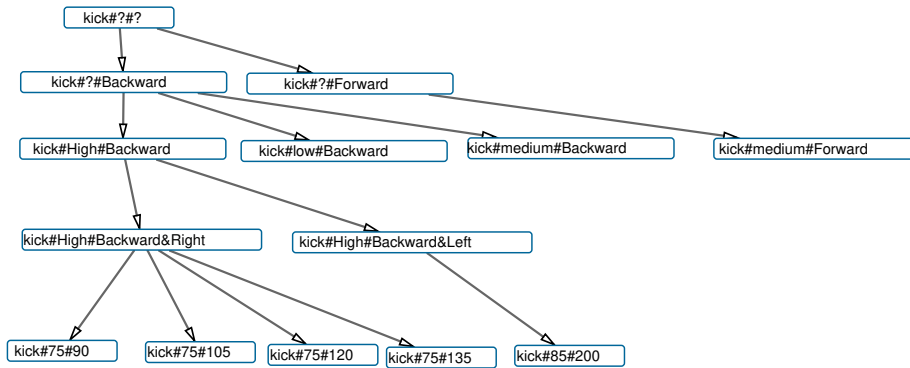 kick#?#?
kick#?#Backward
kick#?#Forward
kick#High#Backward
kick#low#Backward
kick#medium#Backward
kick#medium#Forward
kick#High#Backward&Right
kick#High#Backward&Left
kick#75#90
kick#75#105
kick#75#120
kick#75#135
kick#85#200